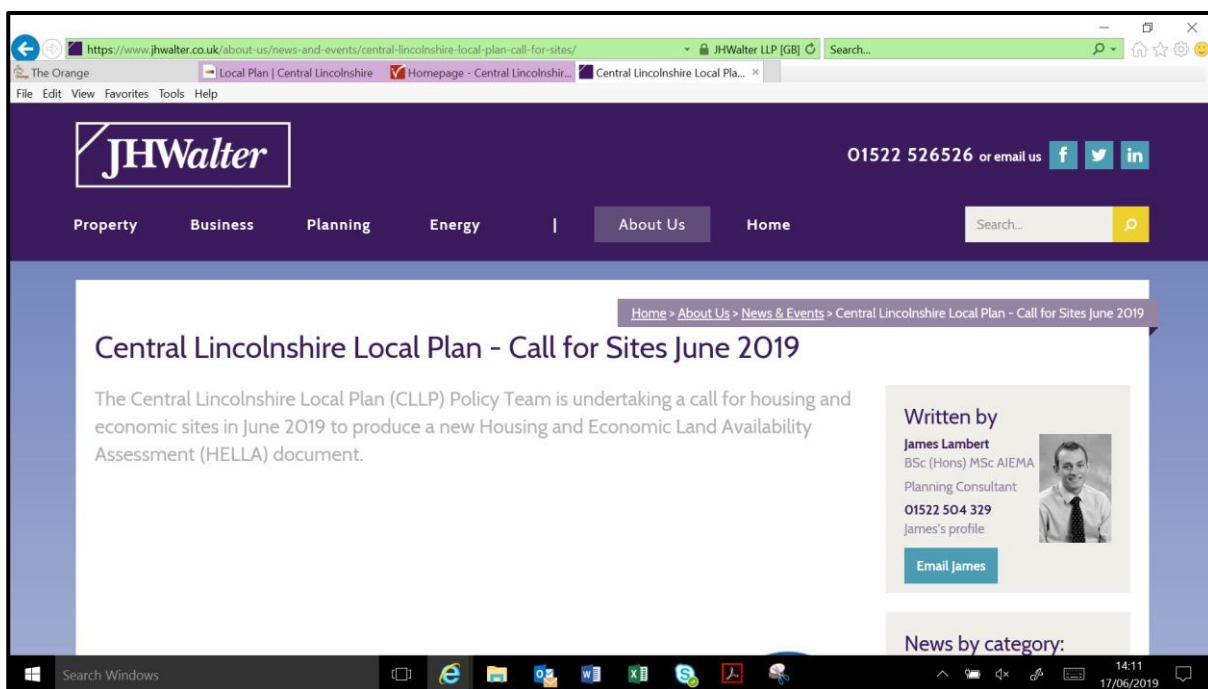 https://www.jhwalter.co.uk/about-us/news-and-events/central-lincolnshire-local-plan-call-for-sites/ JHWalter LLP [GB] Search...
The Orange Local Plan | Central Lincolnshire Homepage - Central Lincolnshir... Central Lincolnshire Local Pla...
File Edit View Favorites Tools Help
JHWalter
01522 526526 or email us
Property Business Planning Energy | About Us Home Search...
Home > About Us > News & Events > Central Lincolnshire Local Plan - Call for Sites June 2019
Central Lincolnshire Local Plan - Call for Sites June 2019
The Central Lincolnshire Local Plan (CLLP) Policy Team is undertaking a call for housing and
economic sites in June 2019 to produce a new Housing and Economic Land Availability
Assessment (HELLA) document.
Written by
James Lambert
BSc (Hons) MSc AIEMA
Planning Consultant
01522 504 329
James's profile
Email James
News by category:
Search Windows
14:11
17/06/2019